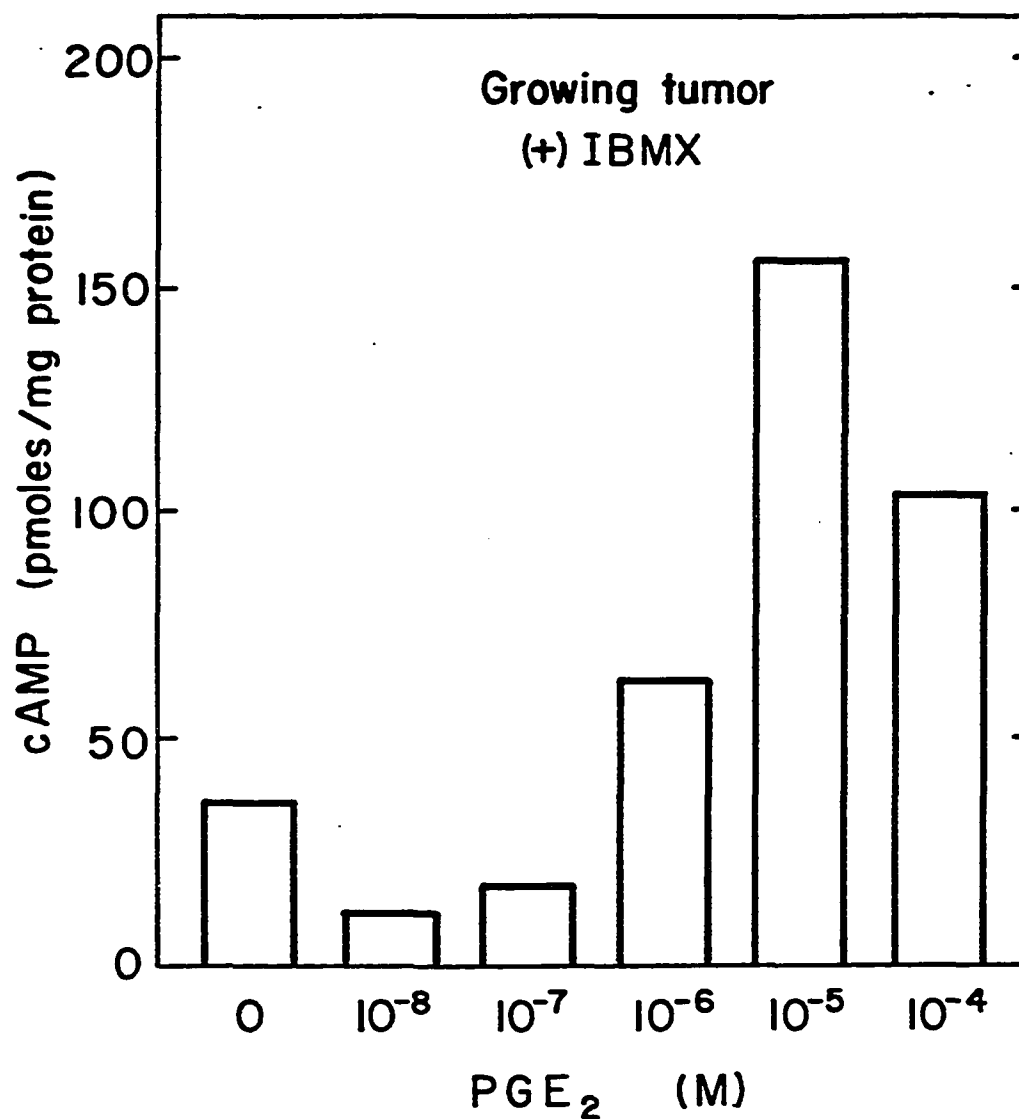 Growing tumor
(+) IBMX
cAMP (pmoles/mg protein)
200
150
100
50
0
0 10⁻⁸ 10⁻⁷ 10⁻⁶ 10⁻⁵ 10⁻⁴
PGE₂ (M)